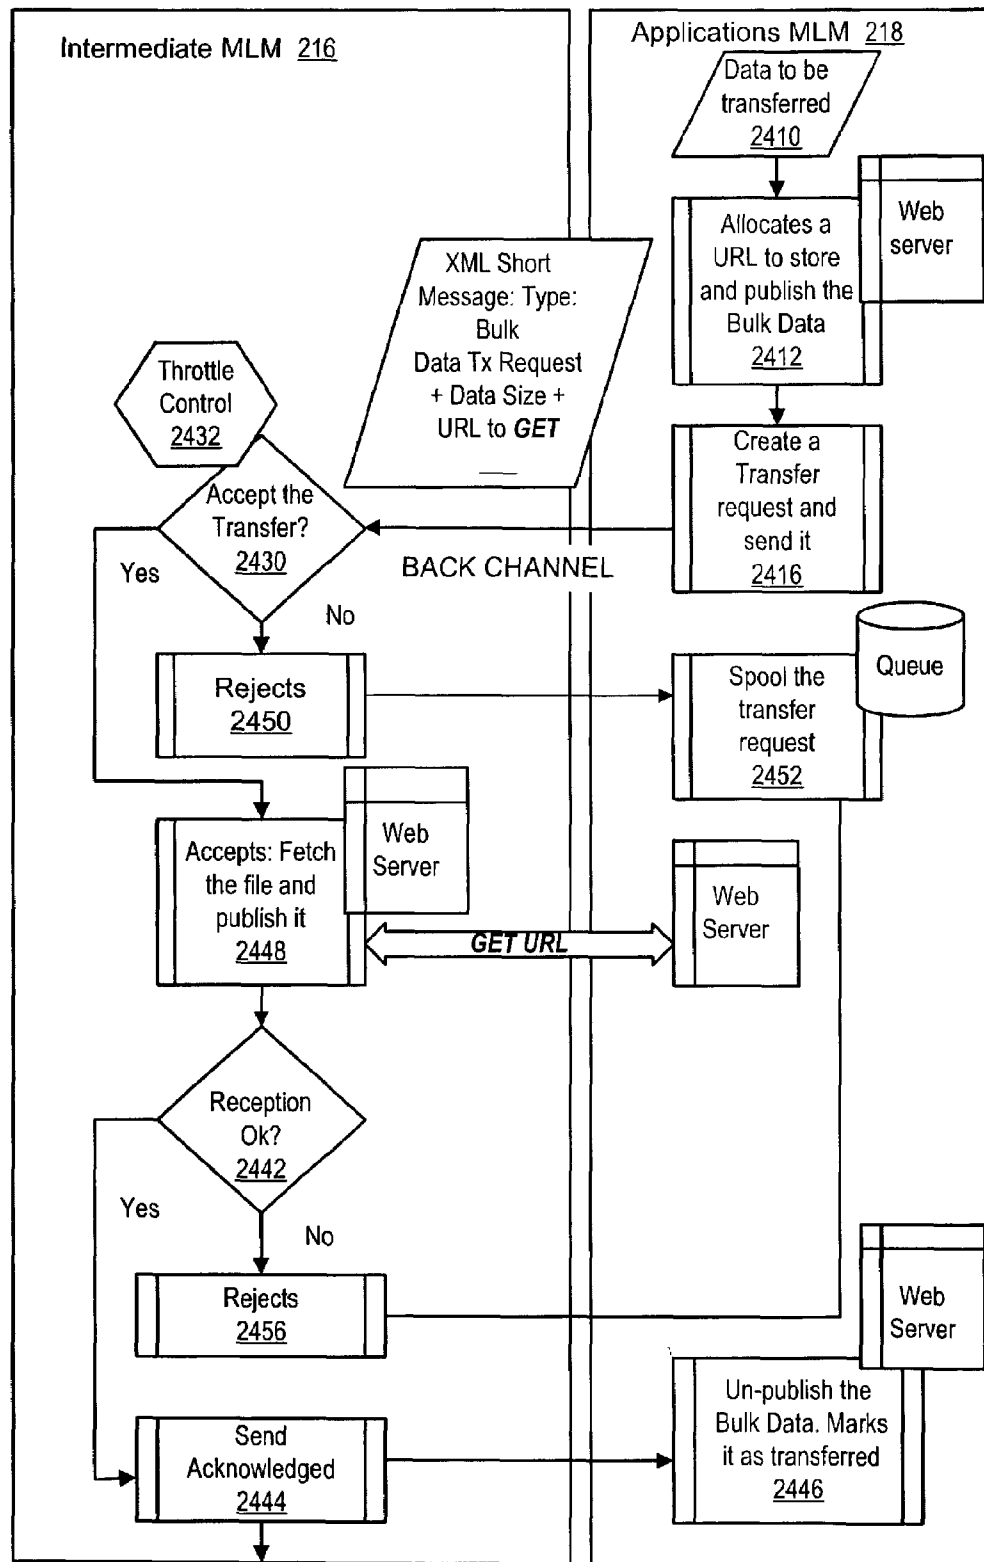 Intermediate MLM 216
Applications MLM 218
Data to be
transferred
2410
Allocates a
URL to store
and publish the
Bulk Data
2412
Web
server
XML Short
Message: Type:
Bulk
Data Tx Request
+ Data Size +
URL to GET
Throttle
Control
2432
Create a
Transfer
request and
send it
2416
Accept the
Transfer?
2430
BACK CHANNEL
Yes
No
Rejects
2450
Spool the
transfer
request
2452
Queue
Accepts: Fetch
the file and
publish it
2448
Web
Server
GET URL
Web
Server
Reception
Ok?
2442
Yes
No
Rejects
2456
Web
Server
Un-publish the
Bulk Data. Marks
it as transferred
2446
Send
Acknowledged
2444